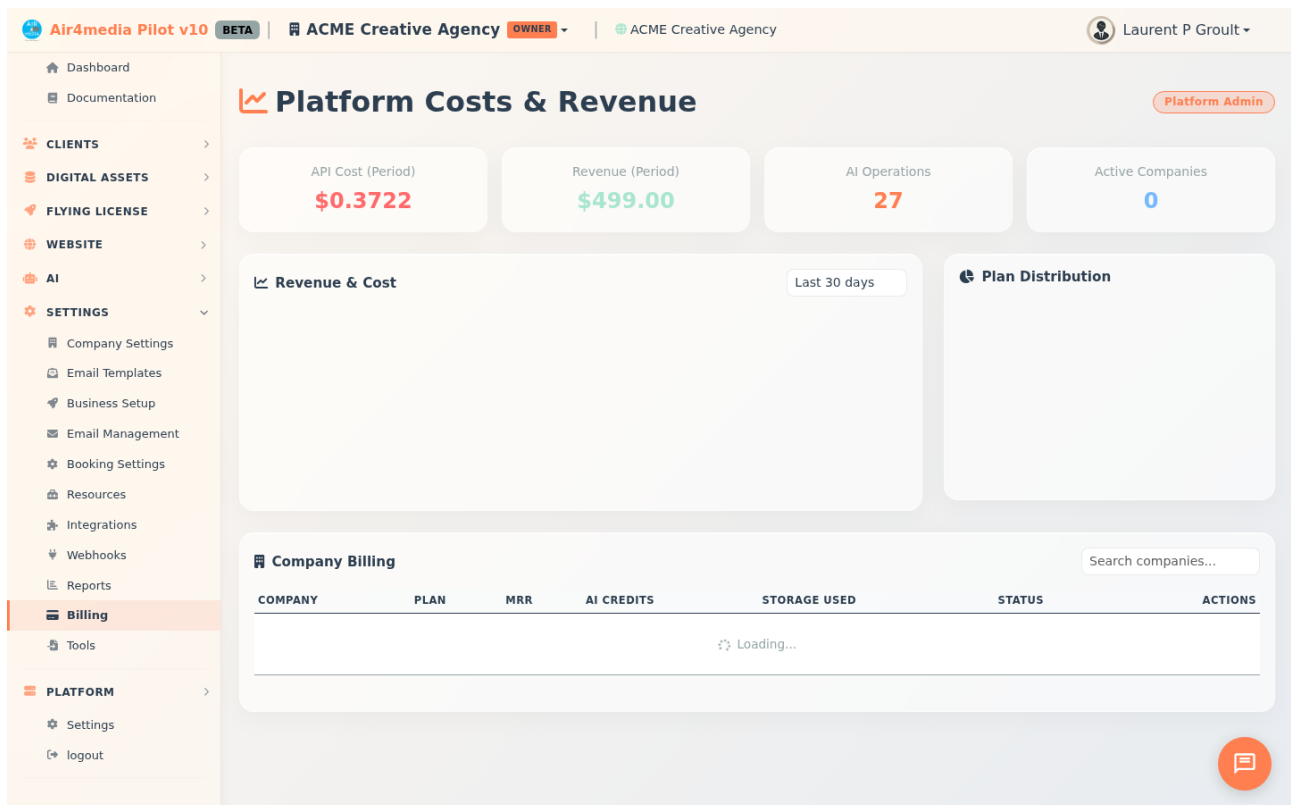 Air4media Pilot v10 BETA | ACME Creative Agency OWNER | ACME Creative Agency Laurent P Groult
Dashboard
Documentation
CLIENTS
DIGITAL ASSETS
FLYING LICENSE
WEBSITE
AI
SETTINGS
Company Settings
Email Templates
Business Setup
Email Management
Booking Settings
Resources
Integrations
Webhooks
Reports
Billing
Tools
PLATFORM
Settings
logout
Platform Costs & Revenue
Platform Admin
API Cost (Period)
$0.3722
Revenue (Period)
$499.00
AI Operations
27
Active Companies
0
Revenue & Cost
Last 30 days
Plan Distribution
Company Billing
Search companies...
COMPANY PLAN MRR AI CREDITS STORAGE USED STATUS ACTIONS
Loading...